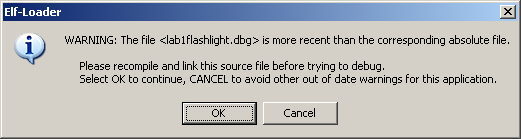 Elf-Loader
WARNING: The file <lab1flashlight.dbg> is more recent than the corresponding absolute file.
Please recompile and link this source file before trying to debug.
Select OK to continue, CANCEL to avoid other out of date warnings for this application.
OK
Cancel